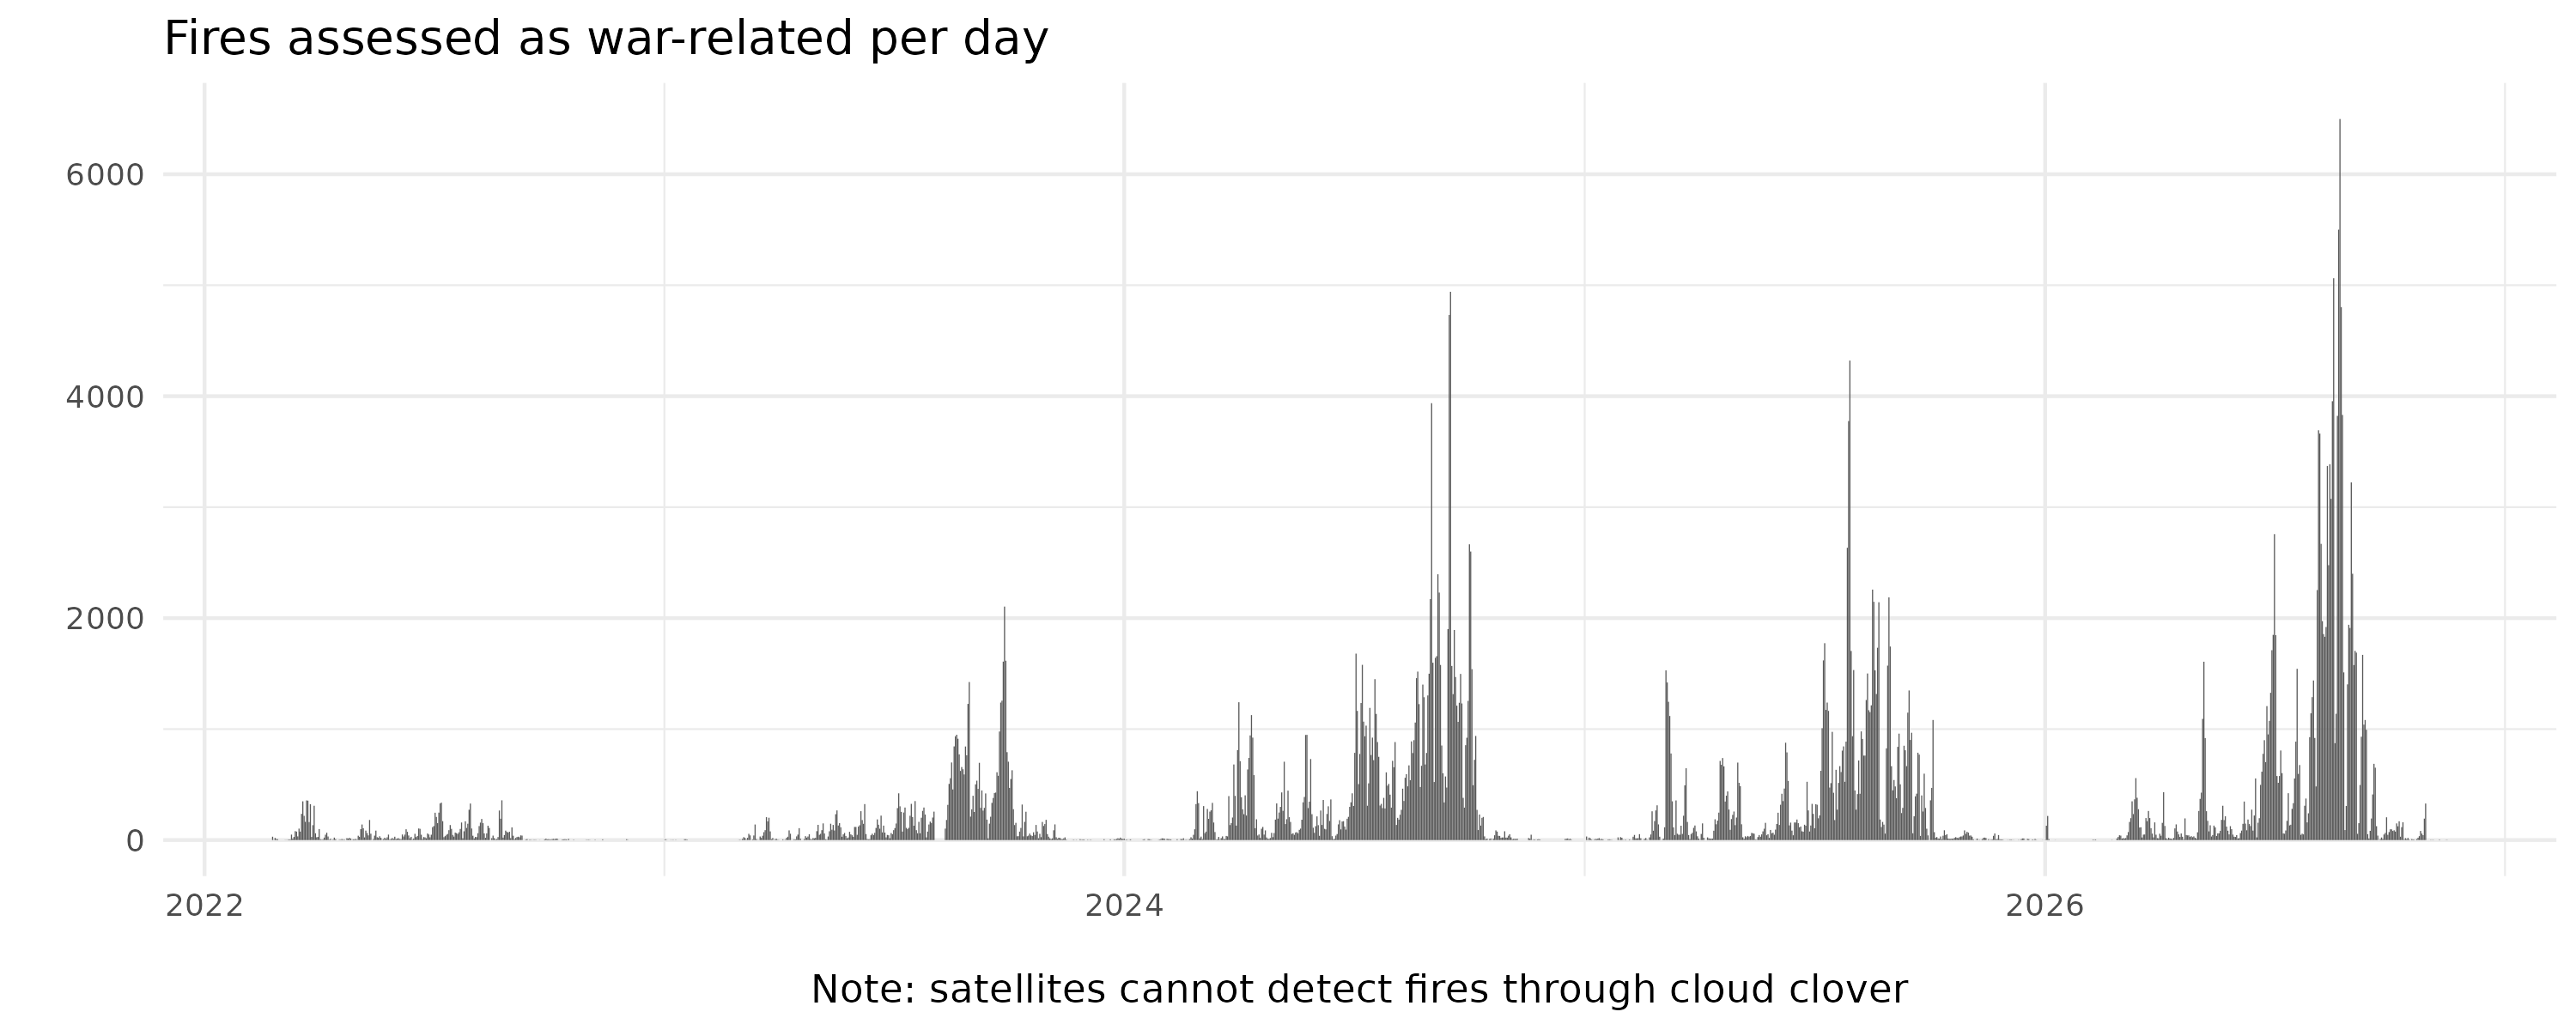 Fires assessed as war-related per day
6000
4000
2000
0
2022 2024 2026
Note: satellites cannot detect fires through cloud clover